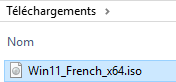 Téléchargements
Nom
Win11_French_x64.iso